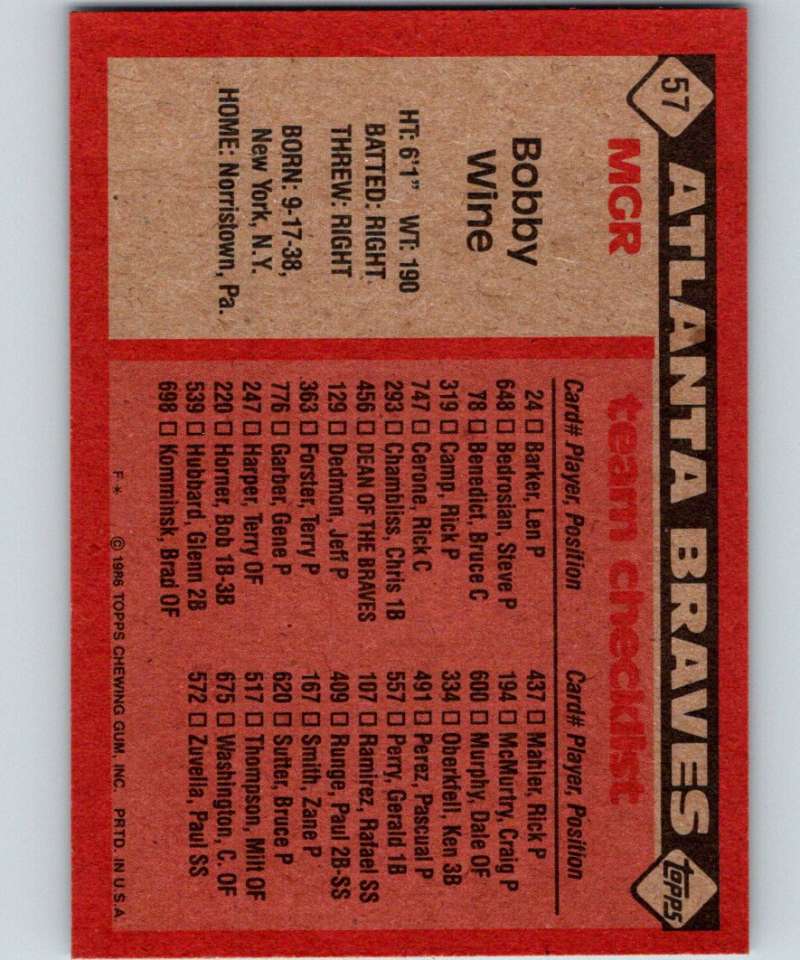 57
ATLANTA BRAVES
TOPPS
MGR
Bobby
Wine
HT: 6'1" WT: 190
BATTED: RIGHT
THREW: RIGHT
BORN: 9-17-38,
New York, N.Y.
HOME: Norristown, Pa.
team checklist
Card# Player, Position
24 □ Barker, Len P
648 □ Bedrosian, Steve P
78 □ Benedict, Bruce C
319 □ Camp, Rick P
747 □ Cerone, Rick C
293 □ Chambliss, Chris 1B
456 □ DEAN OF THE BRAVES
129 □ Dedmon, Jeff P
363 □ Forster, Terry P
776 □ Garber, Gene P
247 □ Harper, Terry OF
220 □ Horner, Bob 1B-3B
539 □ Hubbard, Glenn 2B
698 □ Komminsk, Brad OF
Card# Player, Position
437 □ Mahler, Rick P
194 □ McMurtry, Craig P
600 □ Murphy, Dale OF
334 □ Oberkfell, Ken 3B
491 □ Perez, Pascual P
557 □ Perry, Gerald 1B
107 □ Ramirez, Rafael SS
409 □ Runge, Paul 2B-SS
167 □ Smith, Zane P
620 □ Sutter, Bruce P
517 □ Thompson, Milt OF
675 □ Washington, C. OF
572 □ Zuvella, Paul SS
F* © 1986 TOPPS CHEWING GUM, INC. PRTD. IN U.S.A